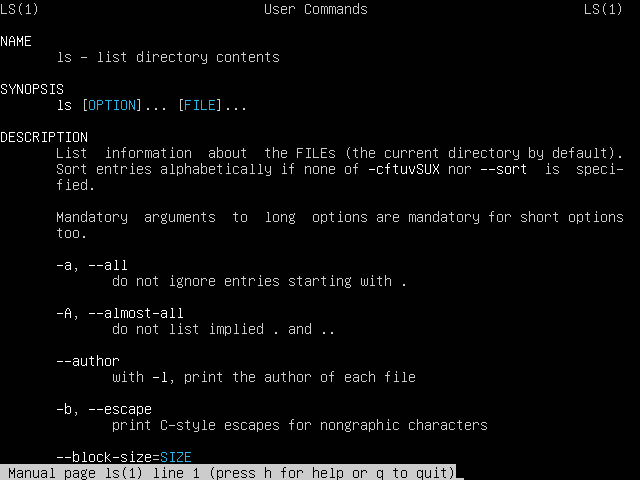 LS(1) User Commands LS(1)
NAME
ls - list directory contents
SYNOPSIS
ls [OPTION]... [FILE]...
DESCRIPTION
List information about the FILEs (the current directory by default).
Sort entries alphabetically if none of -cftuvSUX nor --sort is speci-
fied.
Mandatory arguments to long options are mandatory for short options
too.
-a, --all
do not ignore entries starting with .
-A, --almost-all
do not list implied . and ..
--author
with -l, print the author of each file
-b, --escape
print C-style escapes for nongraphic characters
--block-size=SIZE
Manual page ls(1) line 1 (press h for help or q to quit)